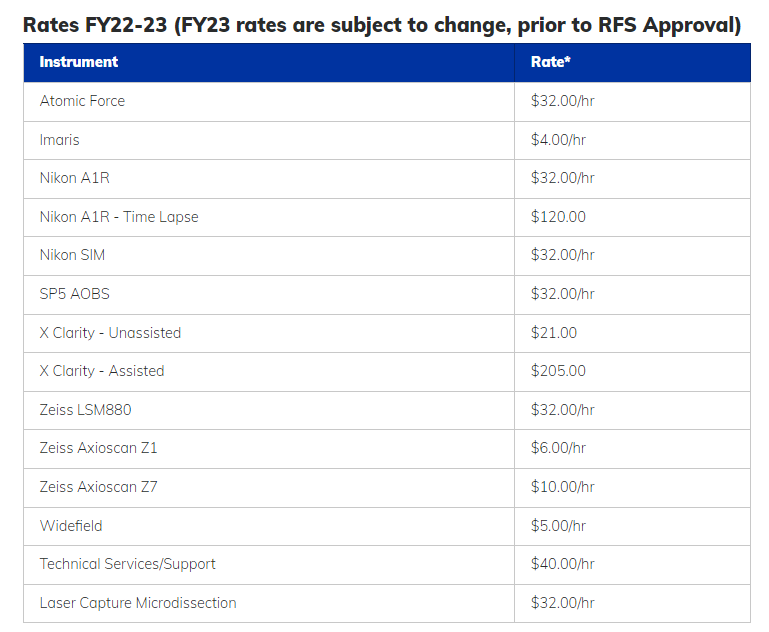 Rates FY22-23 (FY23 rates are subject to change, prior to RFS Approval)
Instrument Rate*
Atomic Force $32.00/hr
Imaris $4.00/hr
Nikon A1R $32.00/hr
Nikon A1R - Time Lapse $120.00
Nikon SIM $32.00/hr
SP5 AOBS $32.00/hr
X Clarity - Unassisted $21.00
X Clarity - Assisted $205.00
Zeiss LSM880 $32.00/hr
Zeiss Axioscan Z1 $6.00/hr
Zeiss Axioscan Z7 $10.00/hr
Widefield $5.00/hr
Technical Services/Support $40.00/hr
Laser Capture Microdissection $32.00/hr